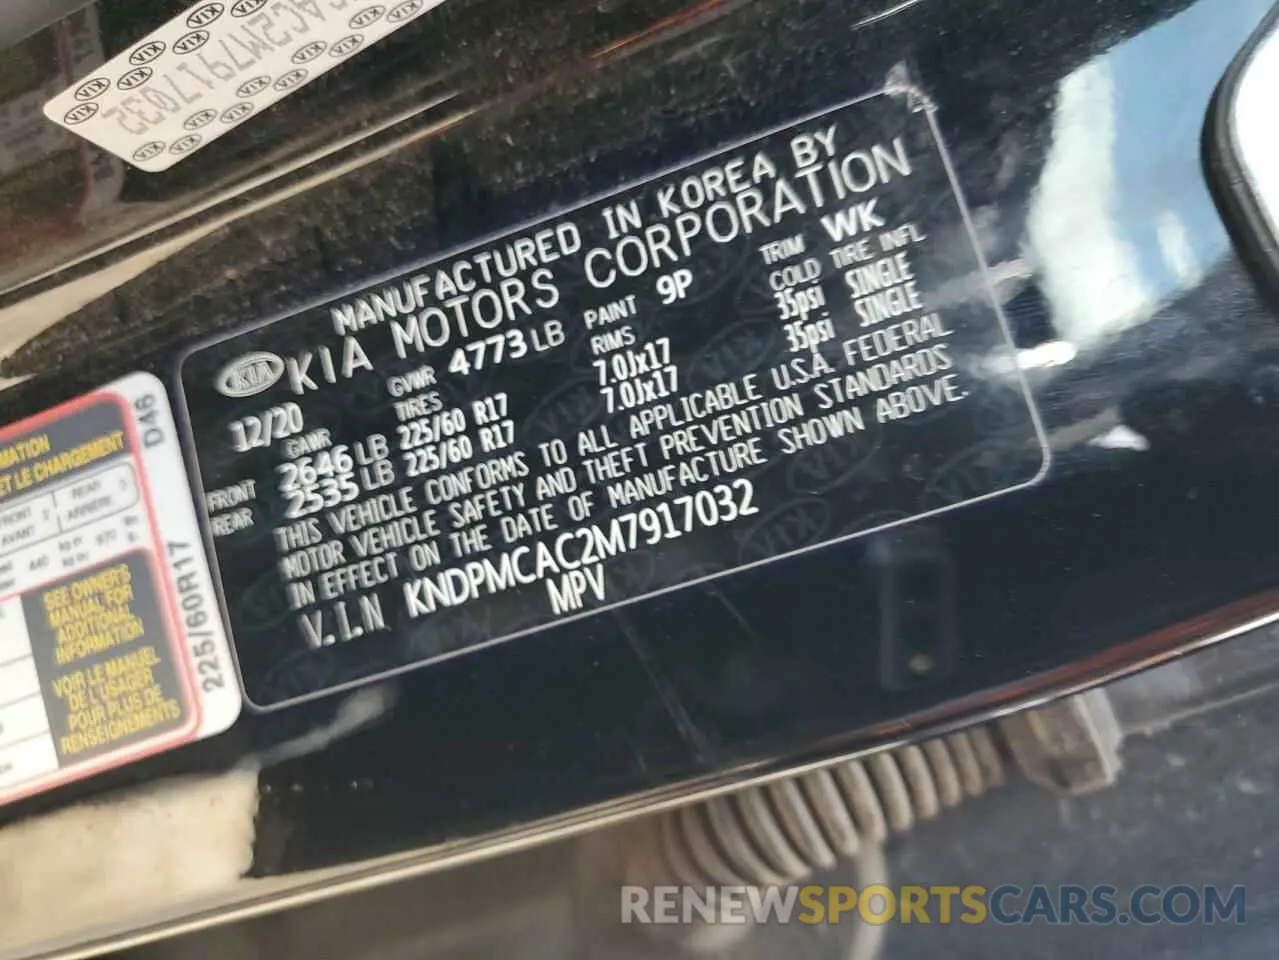 KIA
MANUFACTURED IN KOREA BY
KIA MOTORS CORPORATION
12/20 GVWR 4773 LB PAINT 9P TRIM WK
GAWR TIRES RIMS COLD TIRE INFL
FRONT 2646 LB 225/60 R17 7.0Jx17 35psi SINGLE
REAR 2535 LB 225/60 R17 7.0Jx17 35psi SINGLE
THIS VEHICLE CONFORMS TO ALL APPLICABLE U.S.A. FEDERAL
MOTOR VEHICLE SAFETY AND THEFT PREVENTION STANDARDS
IN EFFECT ON THE DATE OF MANUFACTURE SHOWN ABOVE.
V.I.N KNDPMCAC2M7917032
MPV
ET LE CHARGEMENT
D46
225/60R17
SEE OWNER'S
MANUAL FOR
ADDITIONAL
INFORMATION
VOIR LE MANUEL
DE L'USAGER
POUR PLUS DE
RENSEIGNEMENTS
RENEWSPORTSCARS.COM